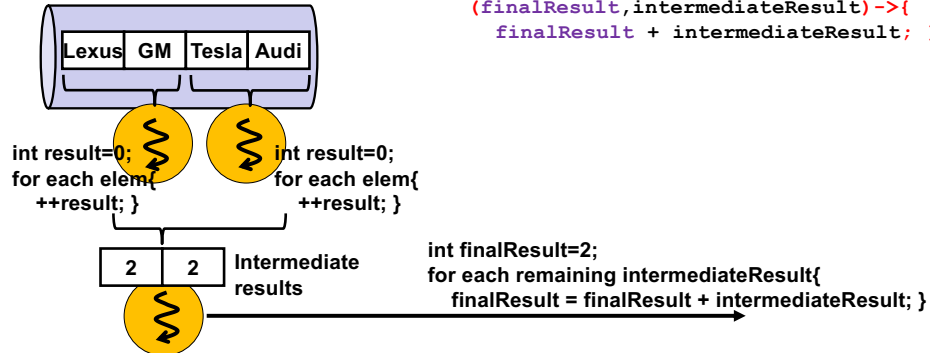 (finalResult,intermediateResult)->{
finalResult + intermediateResult; }
Lexus GM Tesla Audi
int result=0;
for each elem{
++result; }
int result=0;
for each elem{
++result; }
2 2
Intermediate
results
int finalResult=2;
for each remaining intermediateResult{
finalResult = finalResult + intermediateResult; }